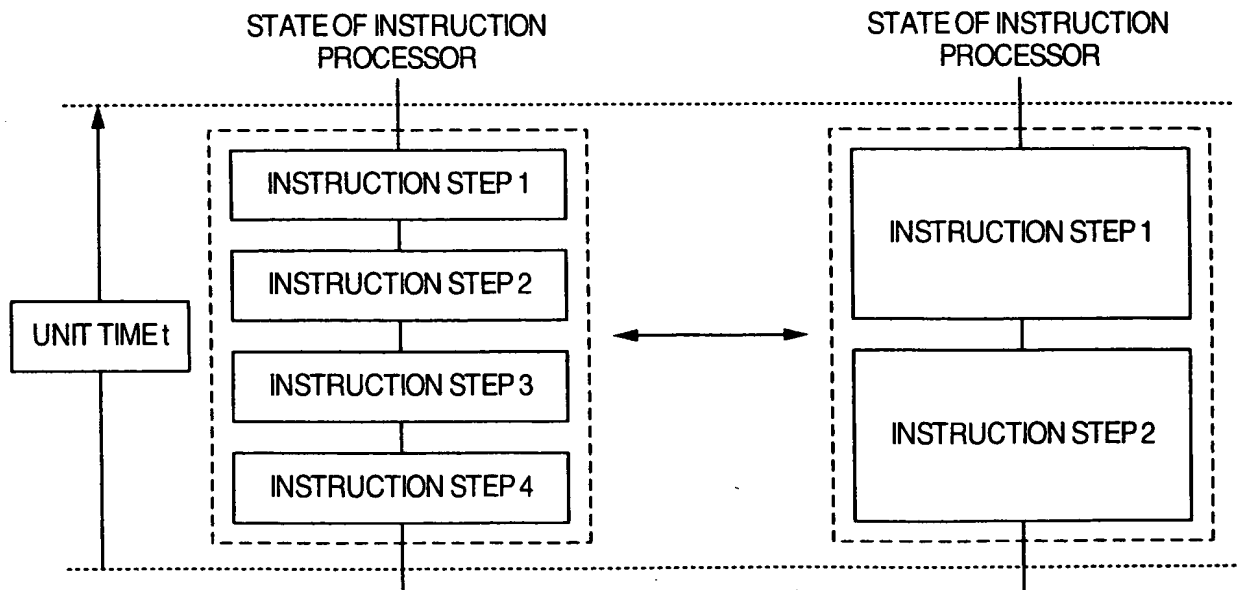 STATE OF INSTRUCTION
PROCESSOR
INSTRUCTION STEP 1
INSTRUCTION STEP 2
INSTRUCTION STEP 3
INSTRUCTION STEP 4
UNIT TIME t
STATE OF INSTRUCTION
PROCESSOR
INSTRUCTION STEP 1
INSTRUCTION STEP 2